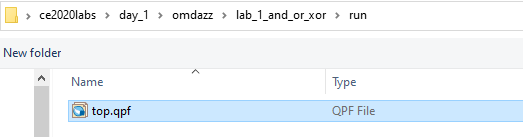 ce2020labs > day_1 > omdazz > lab_1_and_or_xor > run
New folder
Name Type
top.qpf QPF File